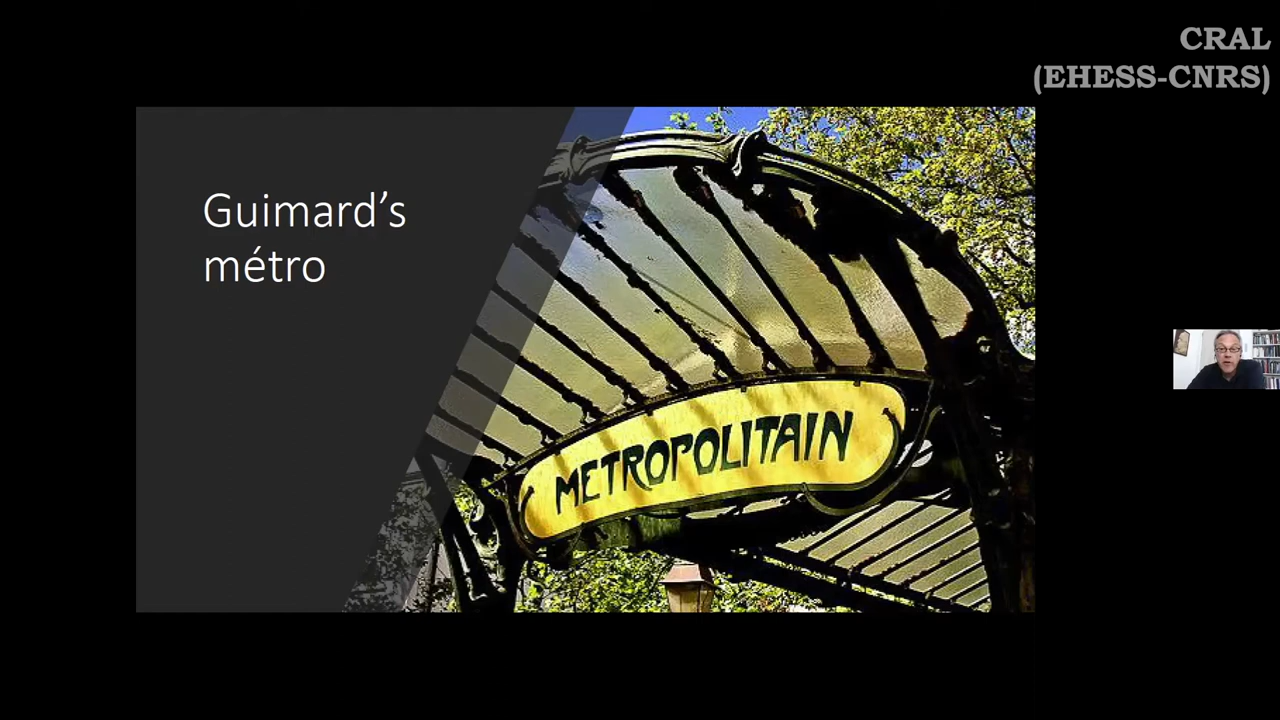 CRAL
(EHESS-CNRS)
Guimard’s
métro
METROPOLITAIN